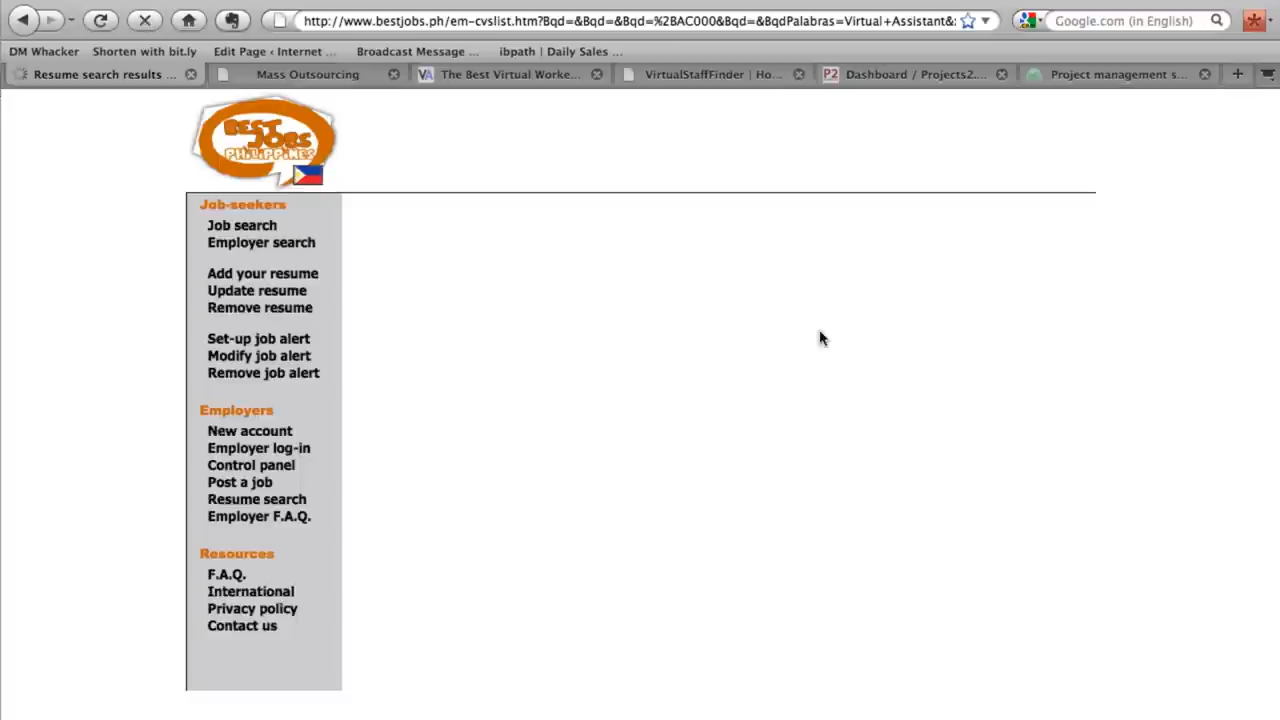 http://www.bestjobs.ph/em-cvslist.htm?Bqd=&Bqd=&Bqd=%2BAC000&Bqd=&BqdPalabras=Virtual+Assistant&:
Google.com (in English)
DM Whacker
Shorten with bit.ly
Edit Page ‹ Internet ...
Broadcast Message ...
ibpath | Daily Sales ...
Resume search results ...
Mass Outsourcing
VA The Best Virtual Worke...
VirtualStaffFinder | Ho...
P2 Dashboard / Projects2....
Project management s...
BEST
JOBS
PHILIPPINES
Job-seekers
Job search
Employer search
Add your resume
Update resume
Remove resume
Set-up job alert
Modify job alert
Remove job alert
Employers
New account
Employer log-in
Control panel
Post a job
Resume search
Employer F.A.Q.
Resources
F.A.Q.
International
Privacy policy
Contact us